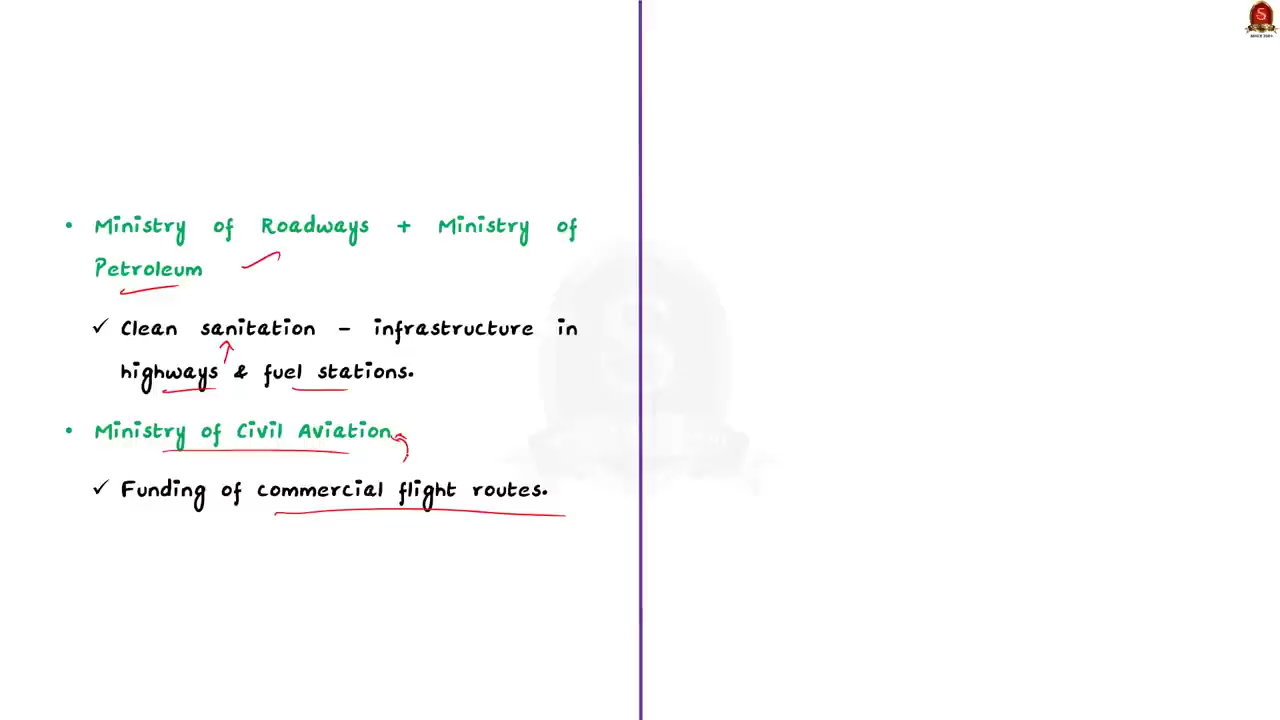 • Ministry of Roadways + Ministry of
Petroleum
✓ Clean sanitation – infrastructure in
highways & fuel stations.
• Ministry of Civil Aviation
✓ Funding of commercial flight routes.
S